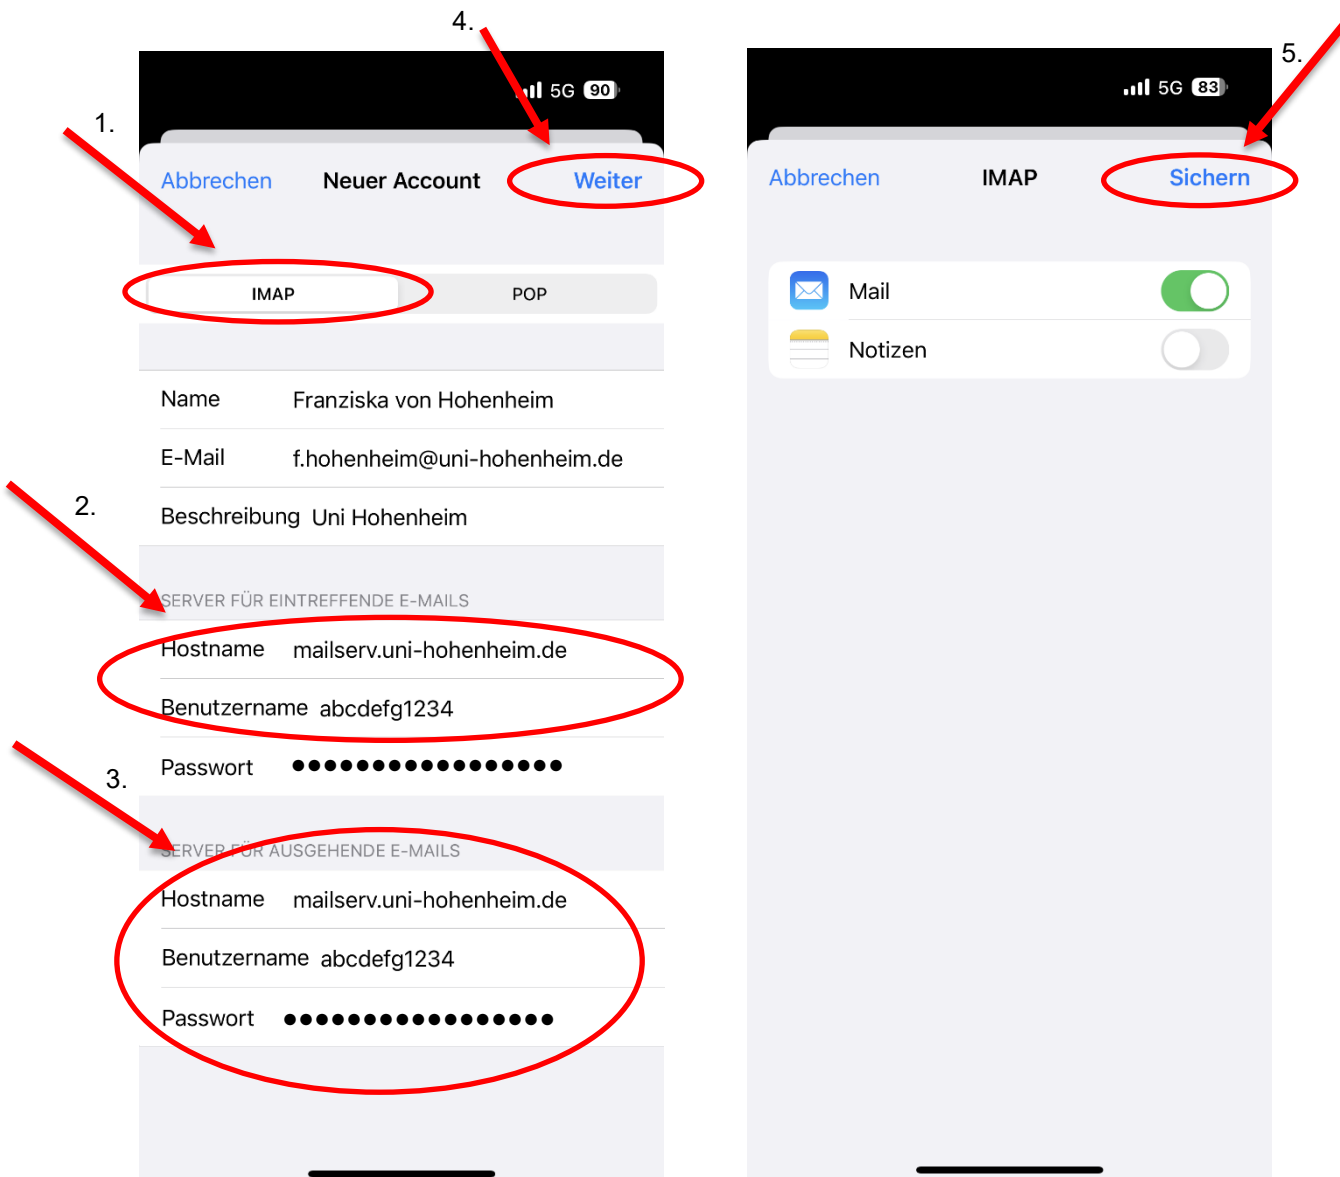 4.
5G 90
1.
Abbrechen Neuer Account Weiter
IMAP POP
Name Franziska von Hohenheim
E-Mail f.hohenheim@uni-hohenheim.de
2.
Beschreibung Uni Hohenheim
SERVER FÜR EINTREFFENDE E-MAILS
Hostname mailserv.uni-hohenheim.de
Benutzername abcdefg1234
Passwort ●●●●●●●●●●●●●●●●●
3.
SERVER FÜR AUSGEHENDE E-MAILS
Hostname mailserv.uni-hohenheim.de
Benutzername abcdefg1234
Passwort ●●●●●●●●●●●●●●●●●
5.
5G 83
Abbrechen IMAP Sichern
Mail
Notizen